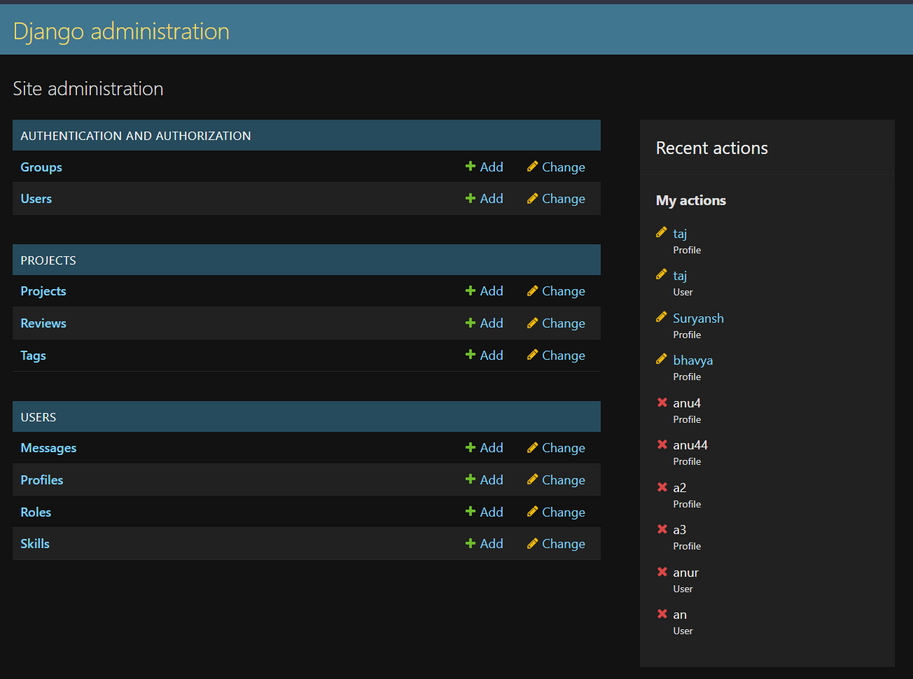 Django administration
Site administration
AUTHENTICATION AND AUTHORIZATION
Groups Add Change
Users Add Change
PROJECTS
Projects Add Change
Reviews Add Change
Tags Add Change
USERS
Messages Add Change
Profiles Add Change
Roles Add Change
Skills Add Change
Recent actions
My actions
taj
Profile
taj
User
Suryansh
Profile
bhavya
Profile
anu4
Profile
anu44
Profile
a2
Profile
a3
Profile
anur
User
an
User